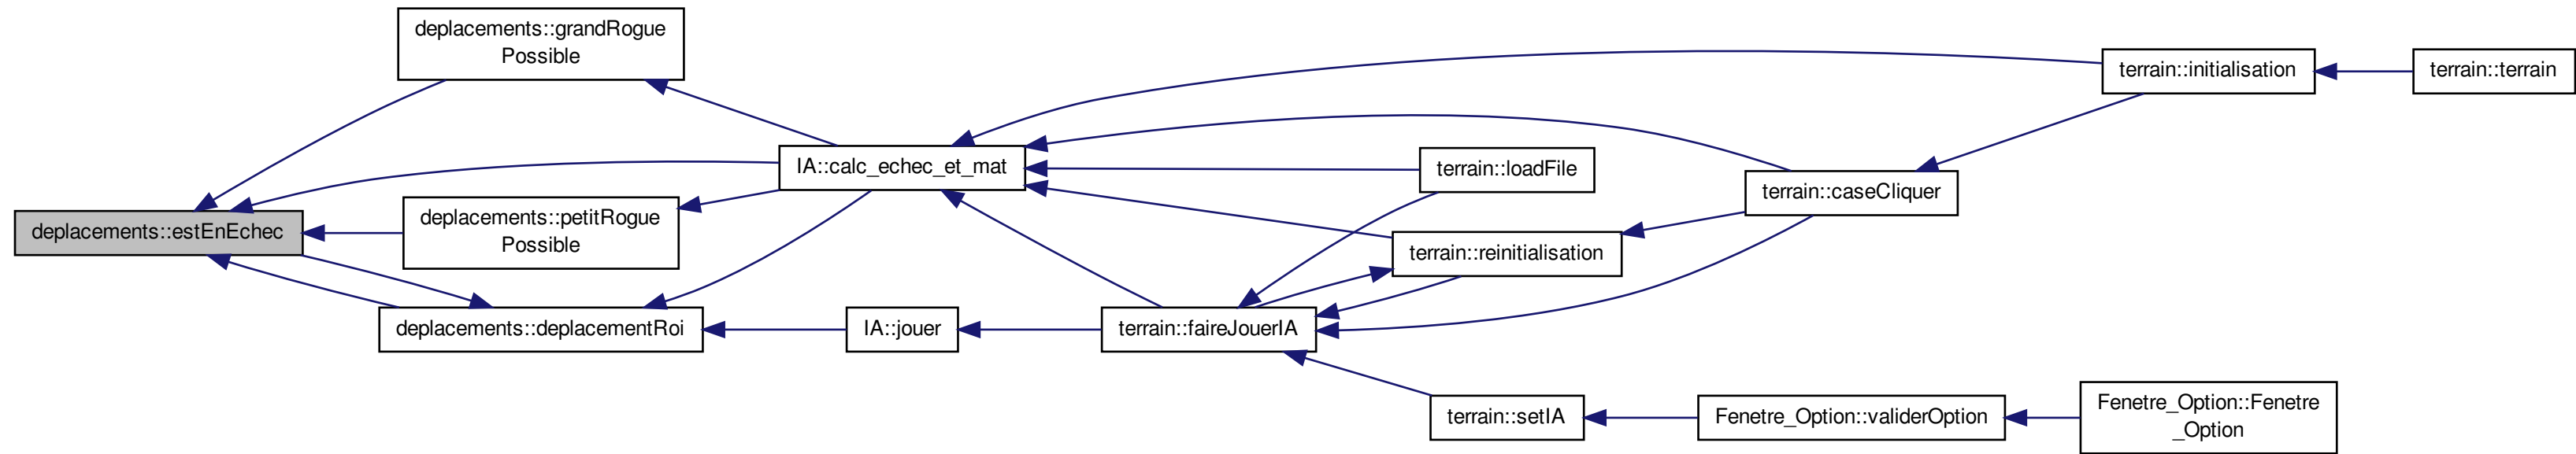 deplacements::grandRogue
Possible
terrain::initialisation
terrain::terrain
IA::calc_echec_et_mat
terrain::loadFile
terrain::caseCliquer
deplacements::estEnEchec
deplacements::petitRogue
Possible
terrain::reinitialisation
deplacements::deplacementRoi
IA::jouer
terrain::faireJouerIA
terrain::setIA
Fenetre_Option::validerOption
Fenetre_Option::Fenetre
_Option